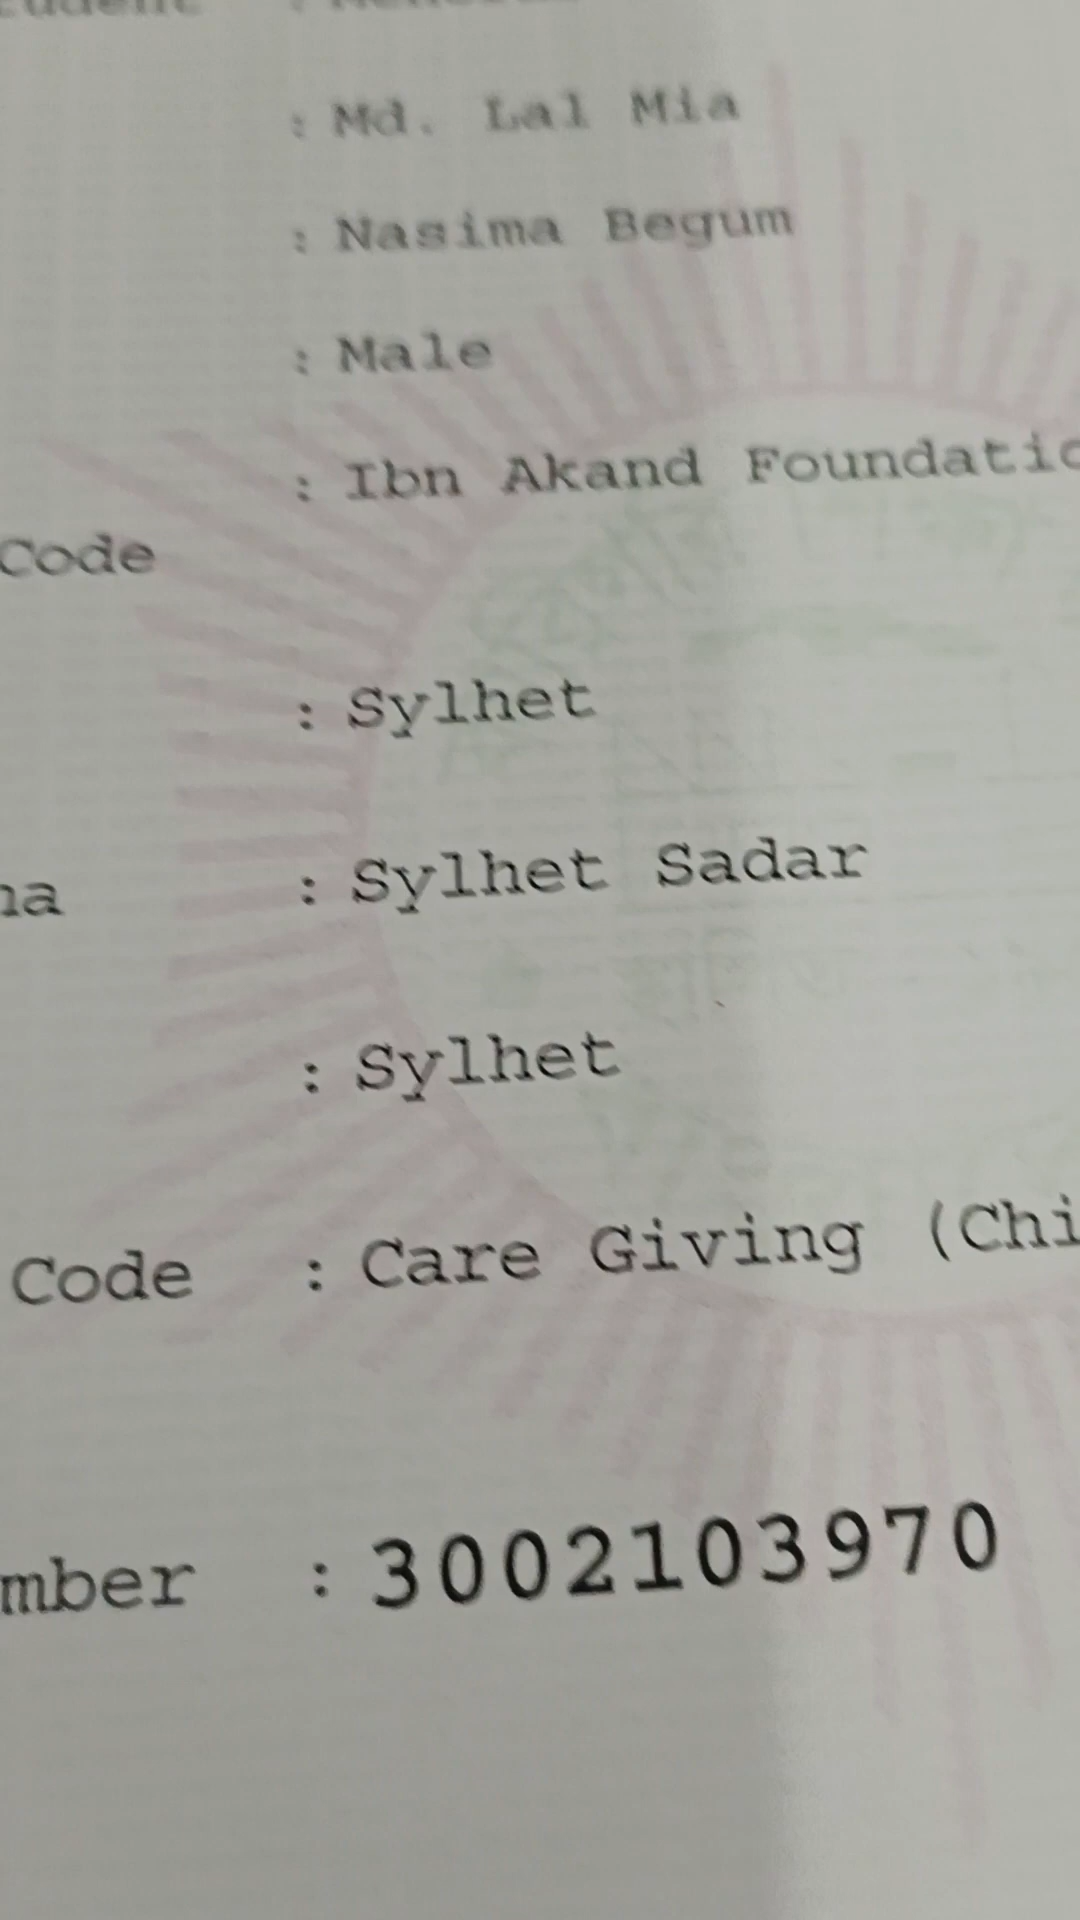 : Md. Lal Mia
: Nasima Begum
: Male
: Ibn Akand Foundatio
Code
: Sylhet
na : Sylhet Sadar
: Sylhet
Code : Care Giving (Chi
mber : 3002103970